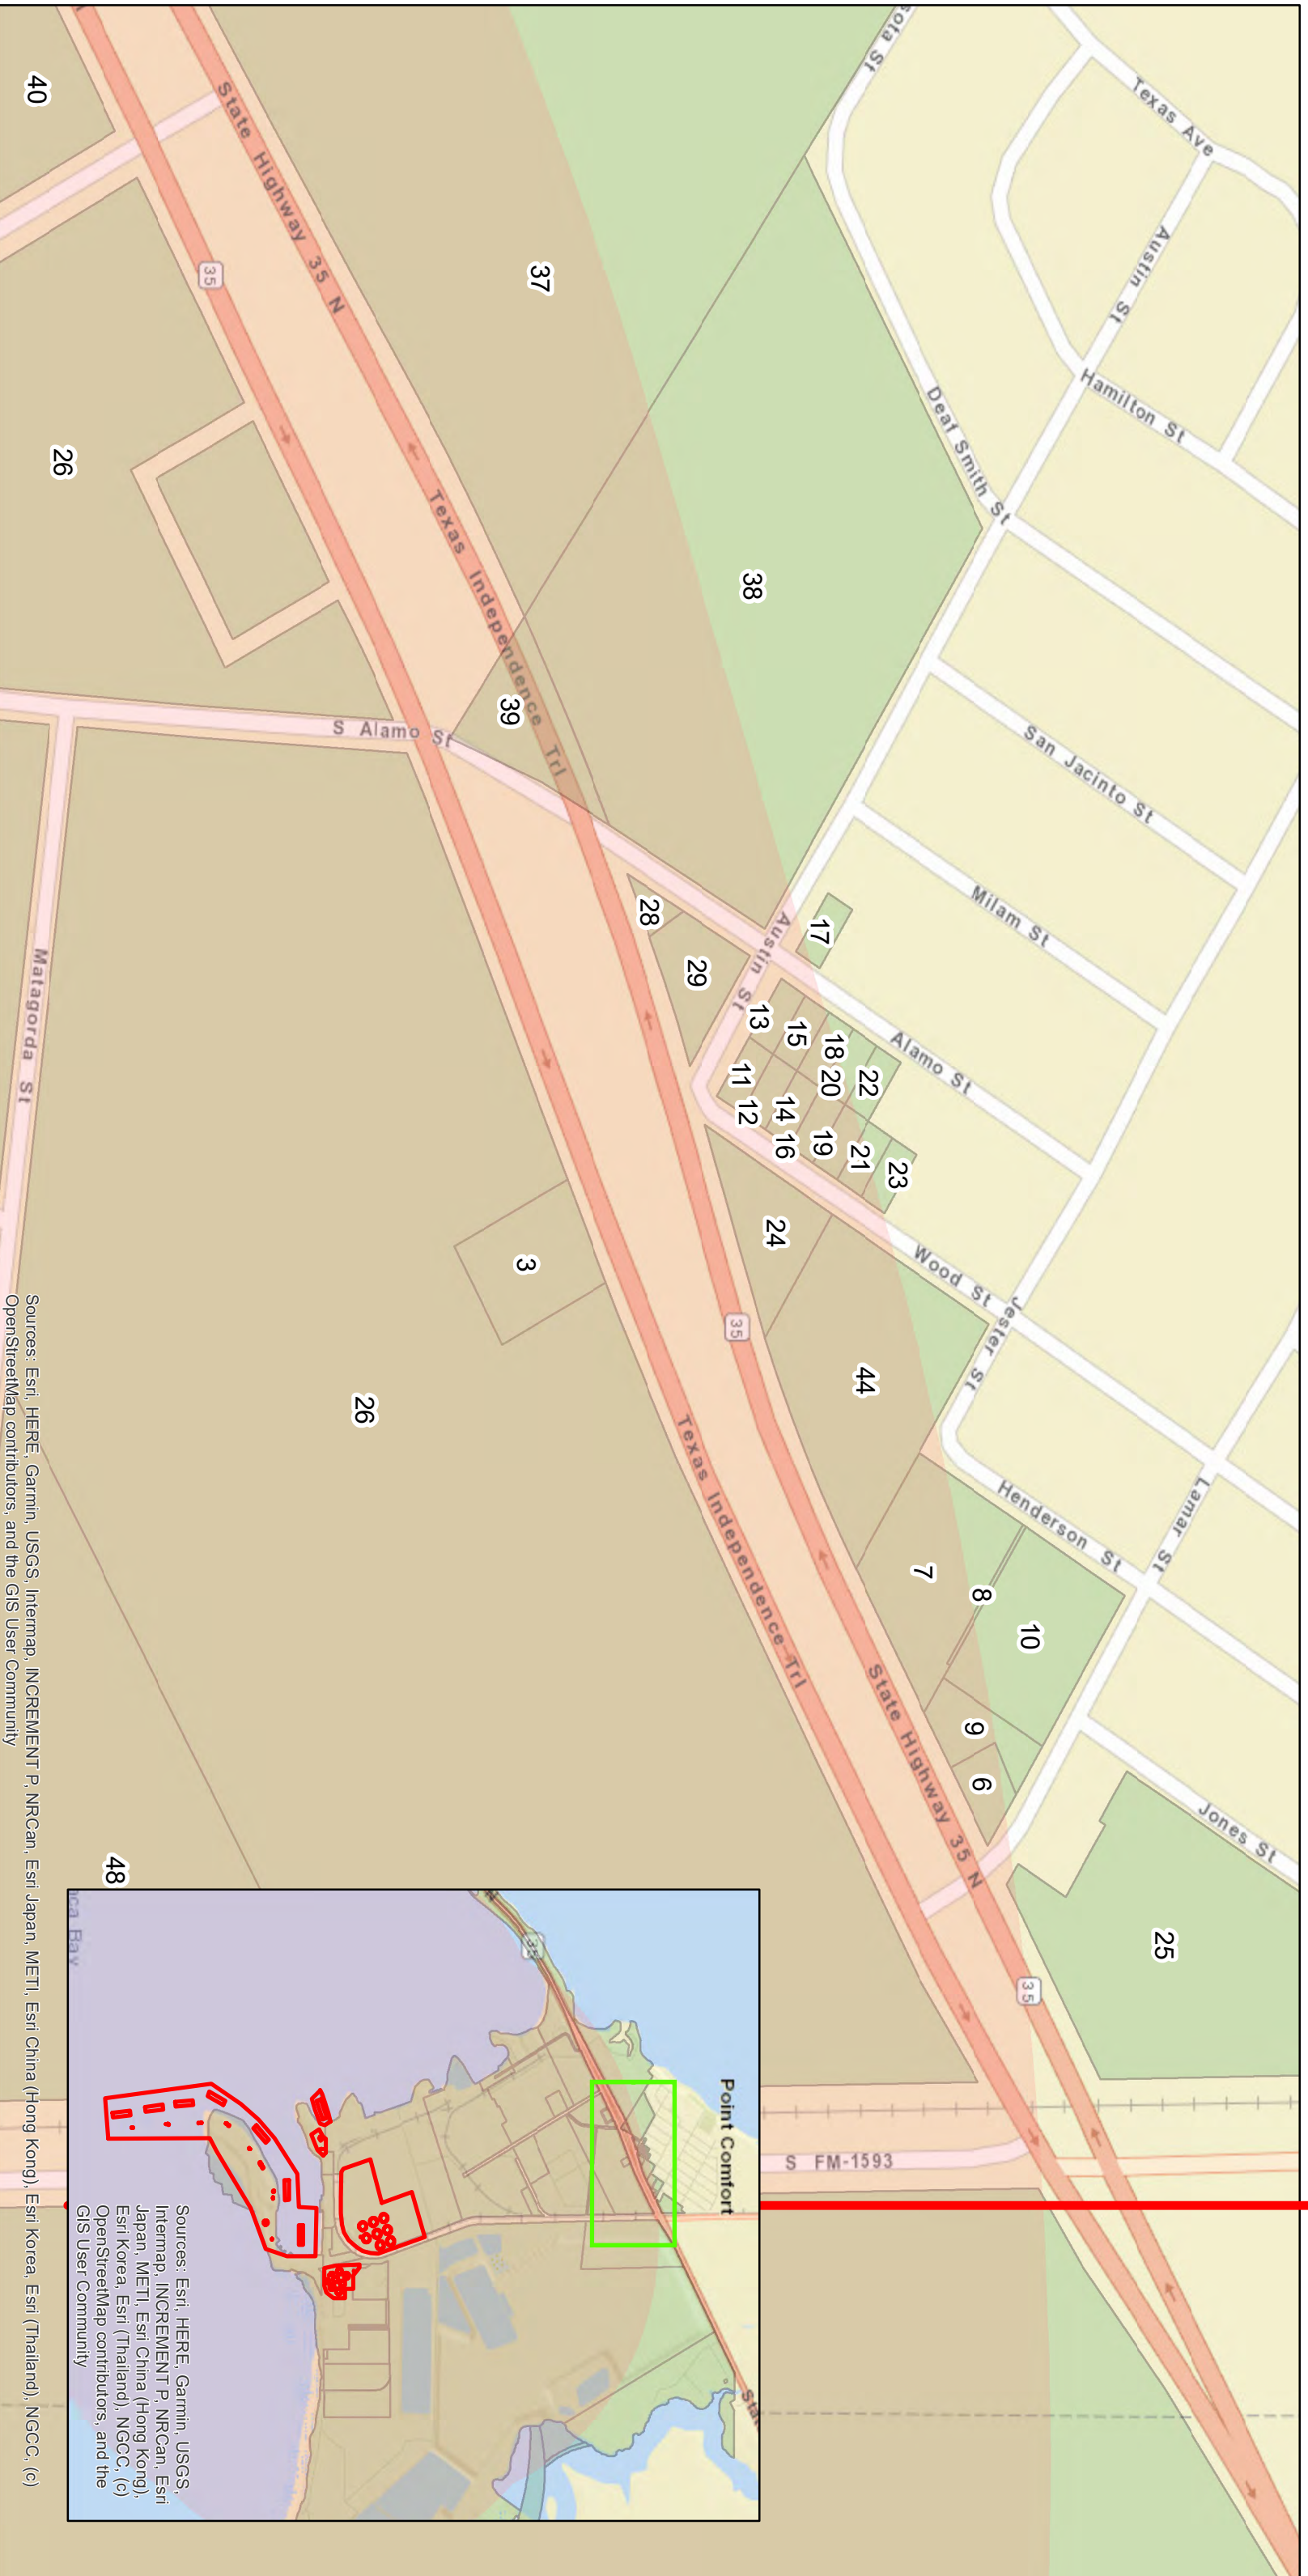 Texas Ave
Austin St
Hamilton St
Deaf Smith St
San Jacinto St
Milam St
Alamo St
Austin St
Wood St
Jester St
Henderson St
Lamar St
Jones St
State Highway 35 N
35
Texas Independence Trl
S Alamo St
Matagorda St
35
Texas Independence Trl
State Highway 35 N
35
S FM-1593
40
37
26
38
39
28
29
17
13
15
18
20
22
11
12
14
16
19
21
23
24
3
44
26
7
8
10
9
6
25
48
Point Comfort
35
Sources: Esri, HERE, Garmin, USGS,
Intermap, INCREMENT P, NRCan, Esri
Japan, METI, Esri China (Hong Kong),
Esri Korea, Esri (Thailand), NGCC, (c)
OpenStreetMap contributors, and the
GIS User Community
Sources: Esri, HERE, Garmin, USGS, Intermap, INCREMENT P, NRCan, Esri Japan, METI, Esri China (Hong Kong), Esri Korea, Esri (Thailand), NGCC, (c)
OpenStreetMap contributors, and the GIS User Community